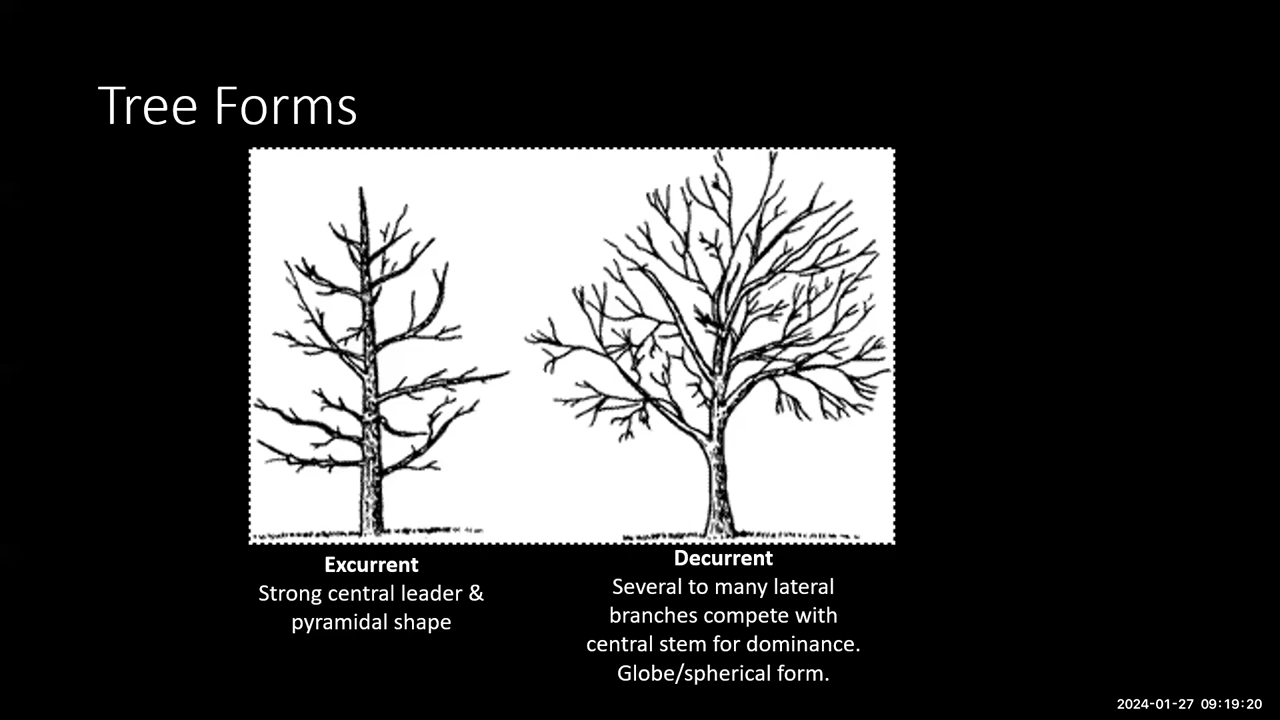 Tree Forms
Excurrent
Strong central leader &
pyramidal shape
Decurrent
Several to many lateral
branches compete with
central stem for dominance.
Globe/spherical form.
2024-01-27 09:19:20